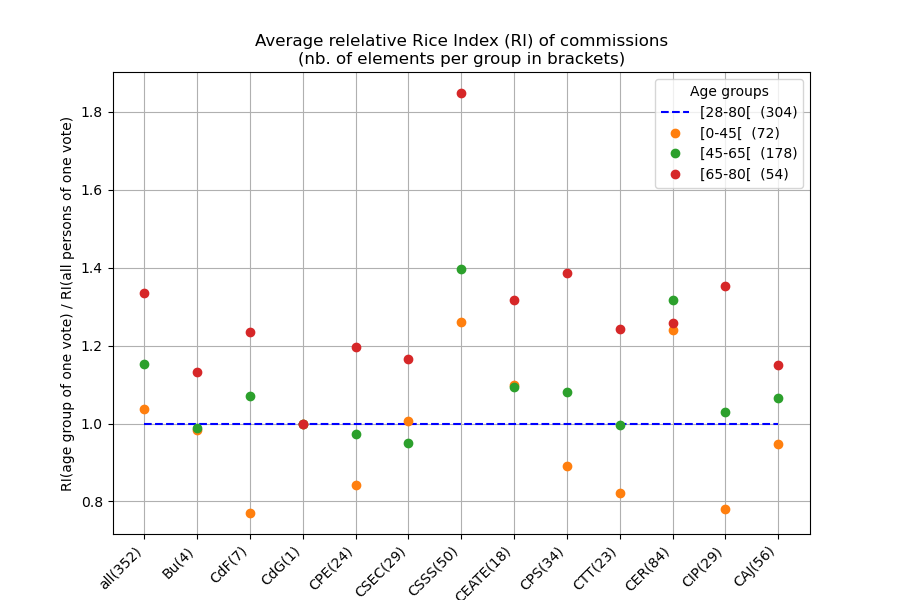 Average relelative Rice Index (RI) of commissions
(nb. of elements per group in brackets)
RI(age group of one vote) / RI(all persons of one vote)
1.8
1.6
1.4
1.2
1.0
0.8
Age groups
[28-80[ (304)
[0-45[ (72)
[45-65[ (178)
[65-80[ (54)
all(352)
Bu(4)
CdF(7)
CdG(1)
CPE(24)
CSEC(29)
CSSS(50)
CEATE(18)
CPS(34)
CTT(23)
CER(84)
CIP(29)
CAJ(56)